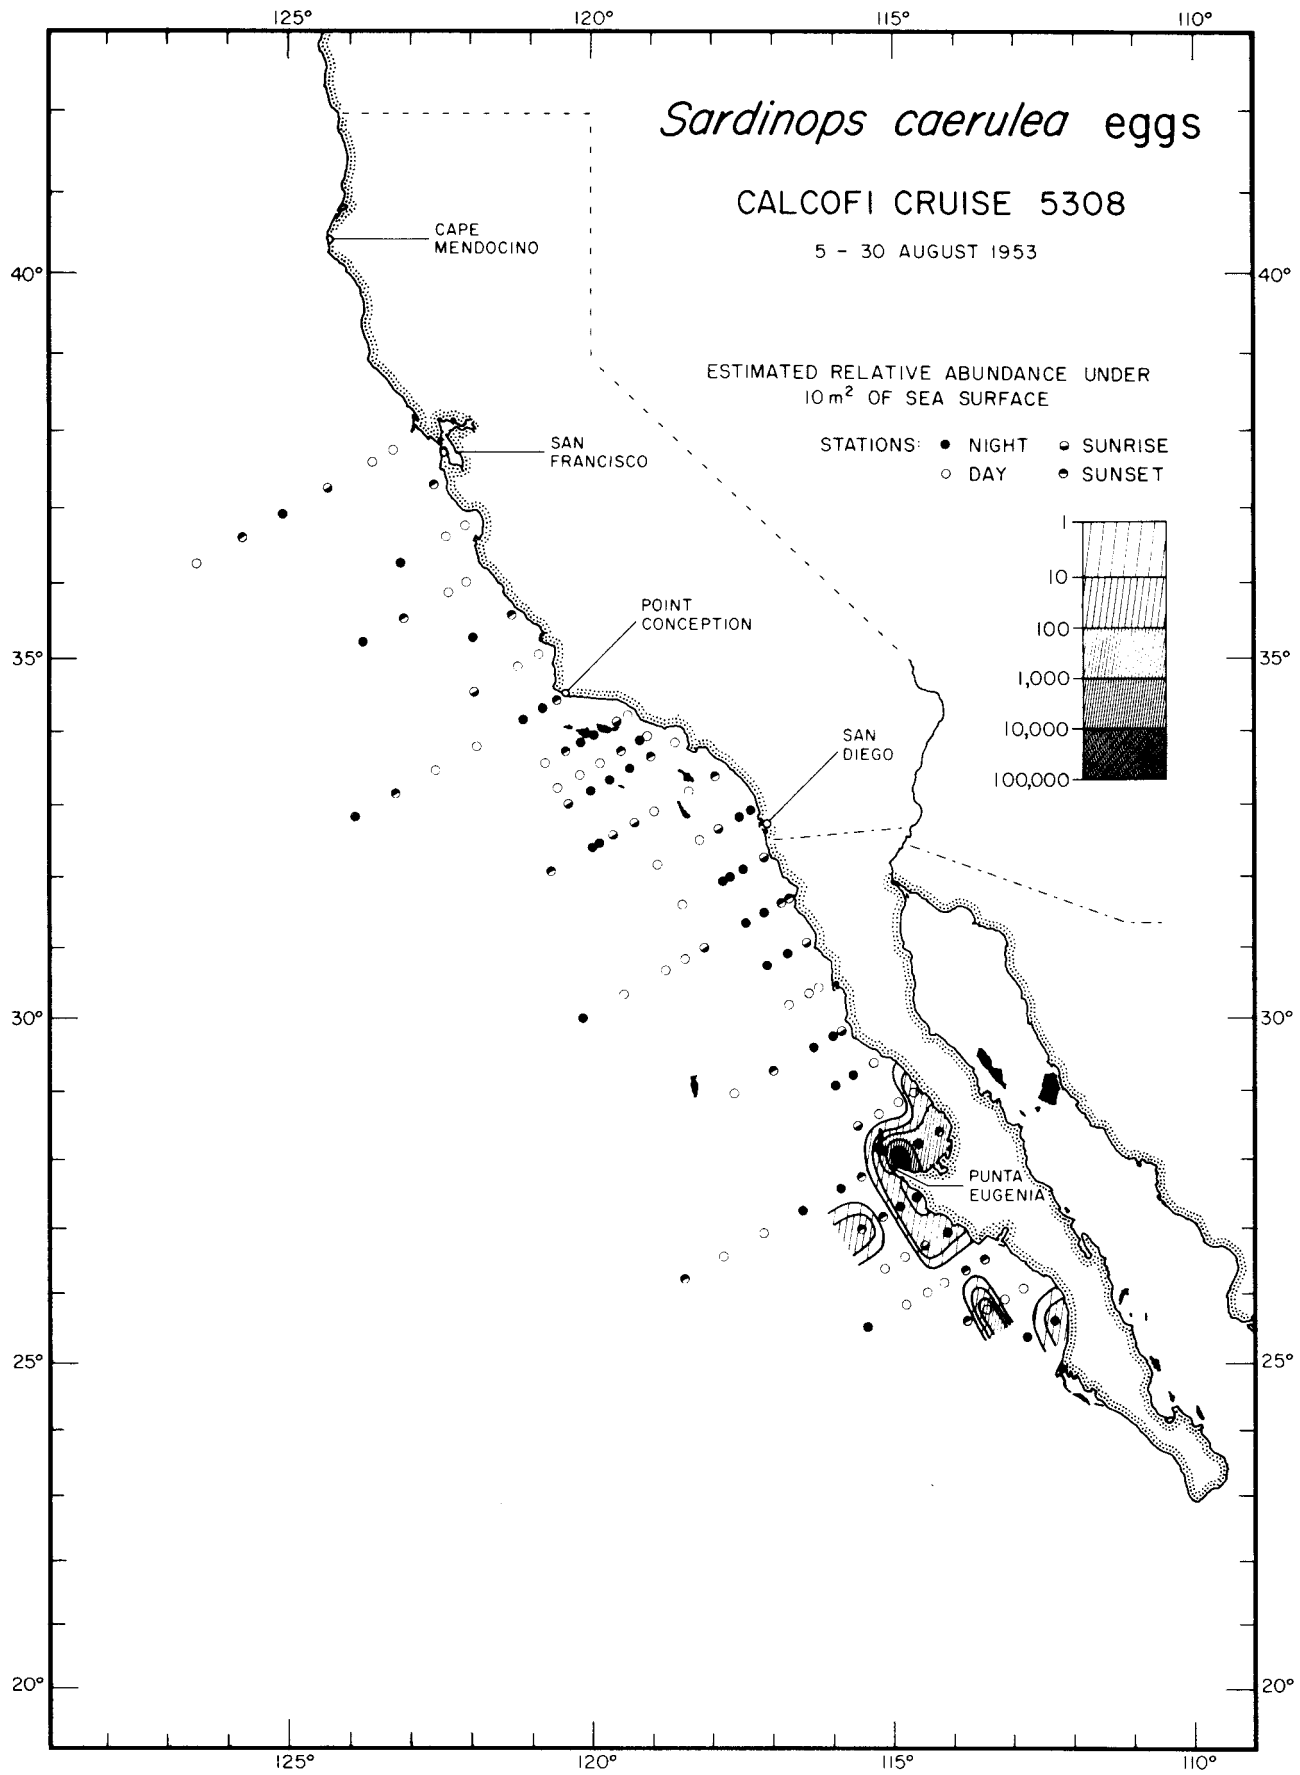 125° 120° 115° 110°
Sardinops caerulea eggs
CALCOFI CRUISE 5308
5 – 30 AUGUST 1953
CAPE
MENDOCINO
40° 40°
ESTIMATED RELATIVE ABUNDANCE UNDER
10 m² OF SEA SURFACE
STATIONS: ● NIGHT ◒ SUNRISE
○ DAY ◓ SUNSET
SAN
FRANCISCO
1
10
100
1,000
10,000
100,000
POINT
CONCEPTION
35° 35°
SAN
DIEGO
30° 30°
PUNTA
EUGENIA
25° 25°
20° 20°
125° 120° 115° 110°